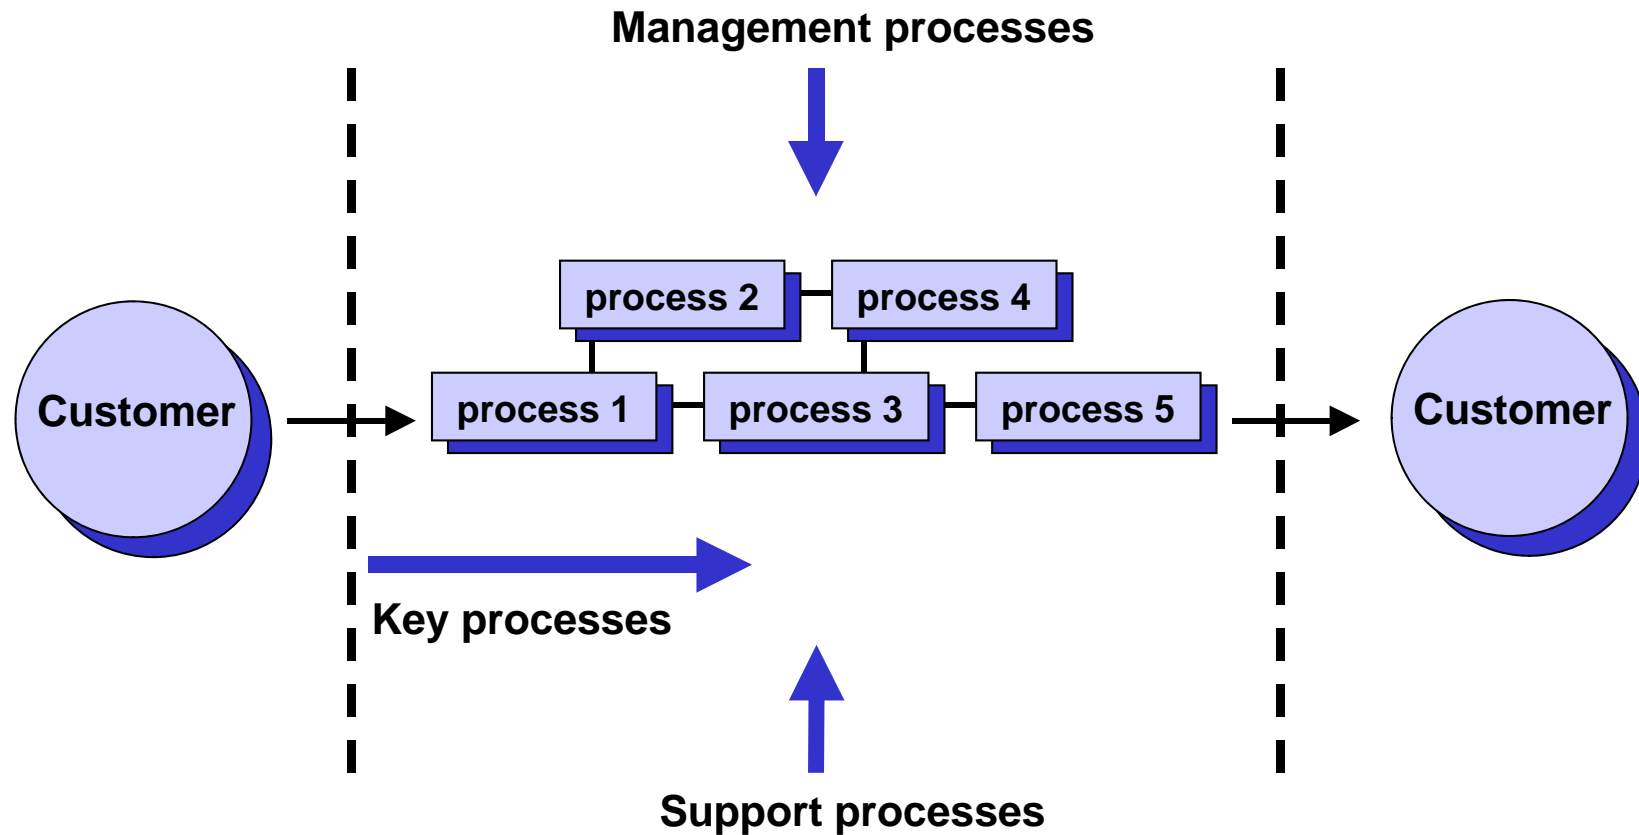 Management processes
process 2
process 4
Customer
process 1
process 3
process 5
Customer
Key processes
Support processes